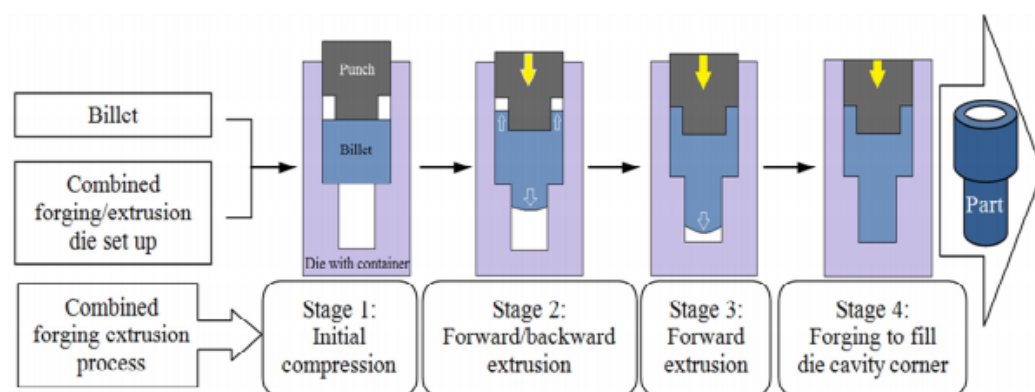 Punch
Billet
Billet
Combined
forging/extrusion
die set up
Die with container
Part
Combined
forging cxtrusion
process
Stage 1:
Initial
compression
Stage 2:
Forward/backward
extrusion
Stage 3:
Forward
extrusion
Stage 4:
Forging to fill
die cavity corner